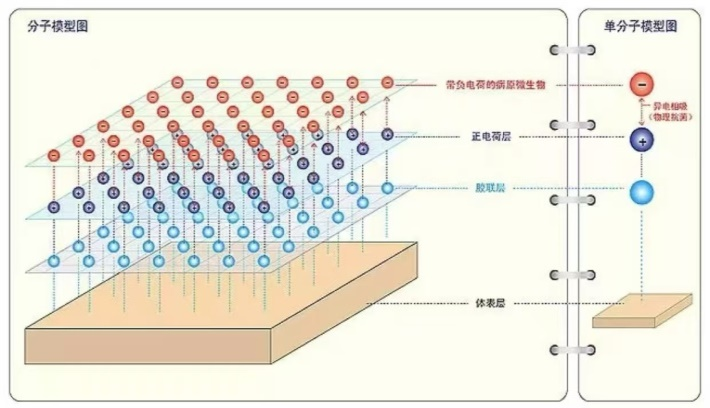 分子模型图
单分子模型图
带负电荷的病原微生物
异电相吸
(物理抗菌)
正电荷层
胶联层
体表层